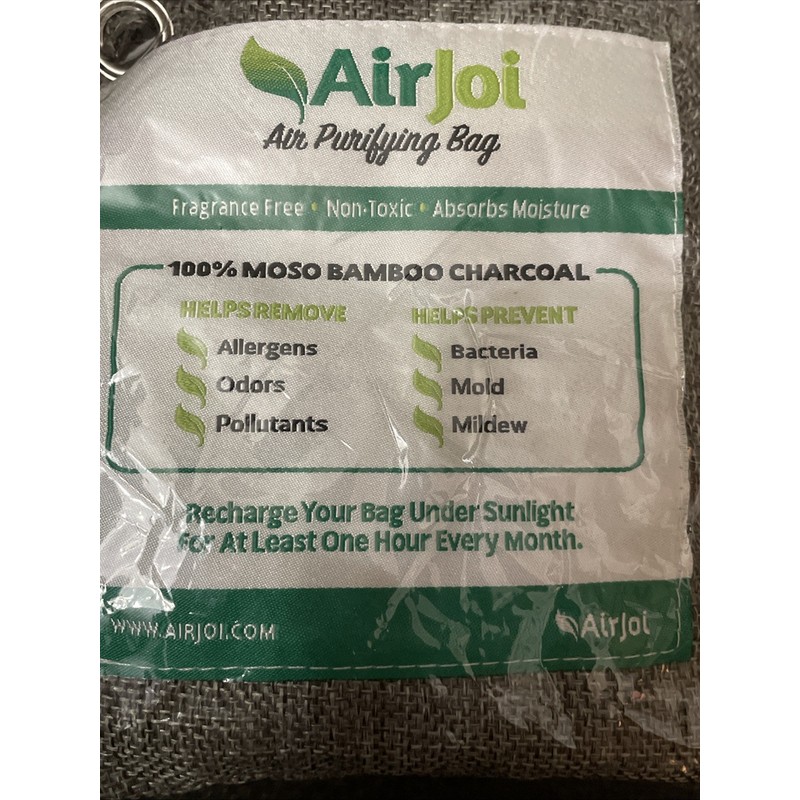 AirJoi
Air Purifying Bag
Fragrance Free • Non-Toxic • Absorbs Moisture
100% MOSO BAMBOO CHARCOAL
HELPS REMOVE
Allergens
Odors
Pollutants
HELPS PREVENT
Bacteria
Mold
Mildew
Recharge Your Bag Under Sunlight
For At Least One Hour Every Month.
WWW.AIRJOI.COM
AirJoi